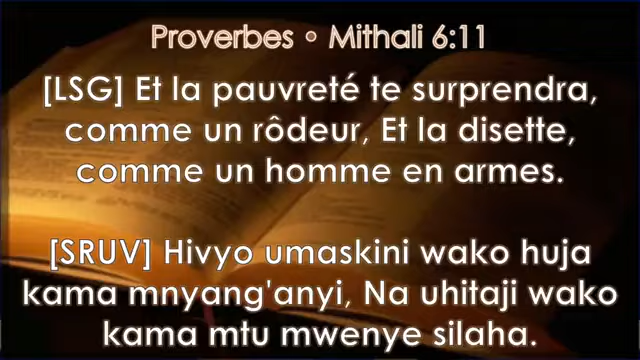 Proverbes • Mithali 6:11
[LSG] Et la pauvreté te surprendra,
comme un rôdeur, Et la disette,
comme un homme en armes.
[SRUV] Hivyo umaskini wako huja
kama mnyang'anyi, Na uhitaji wako
kama mtu mwenye silaha.